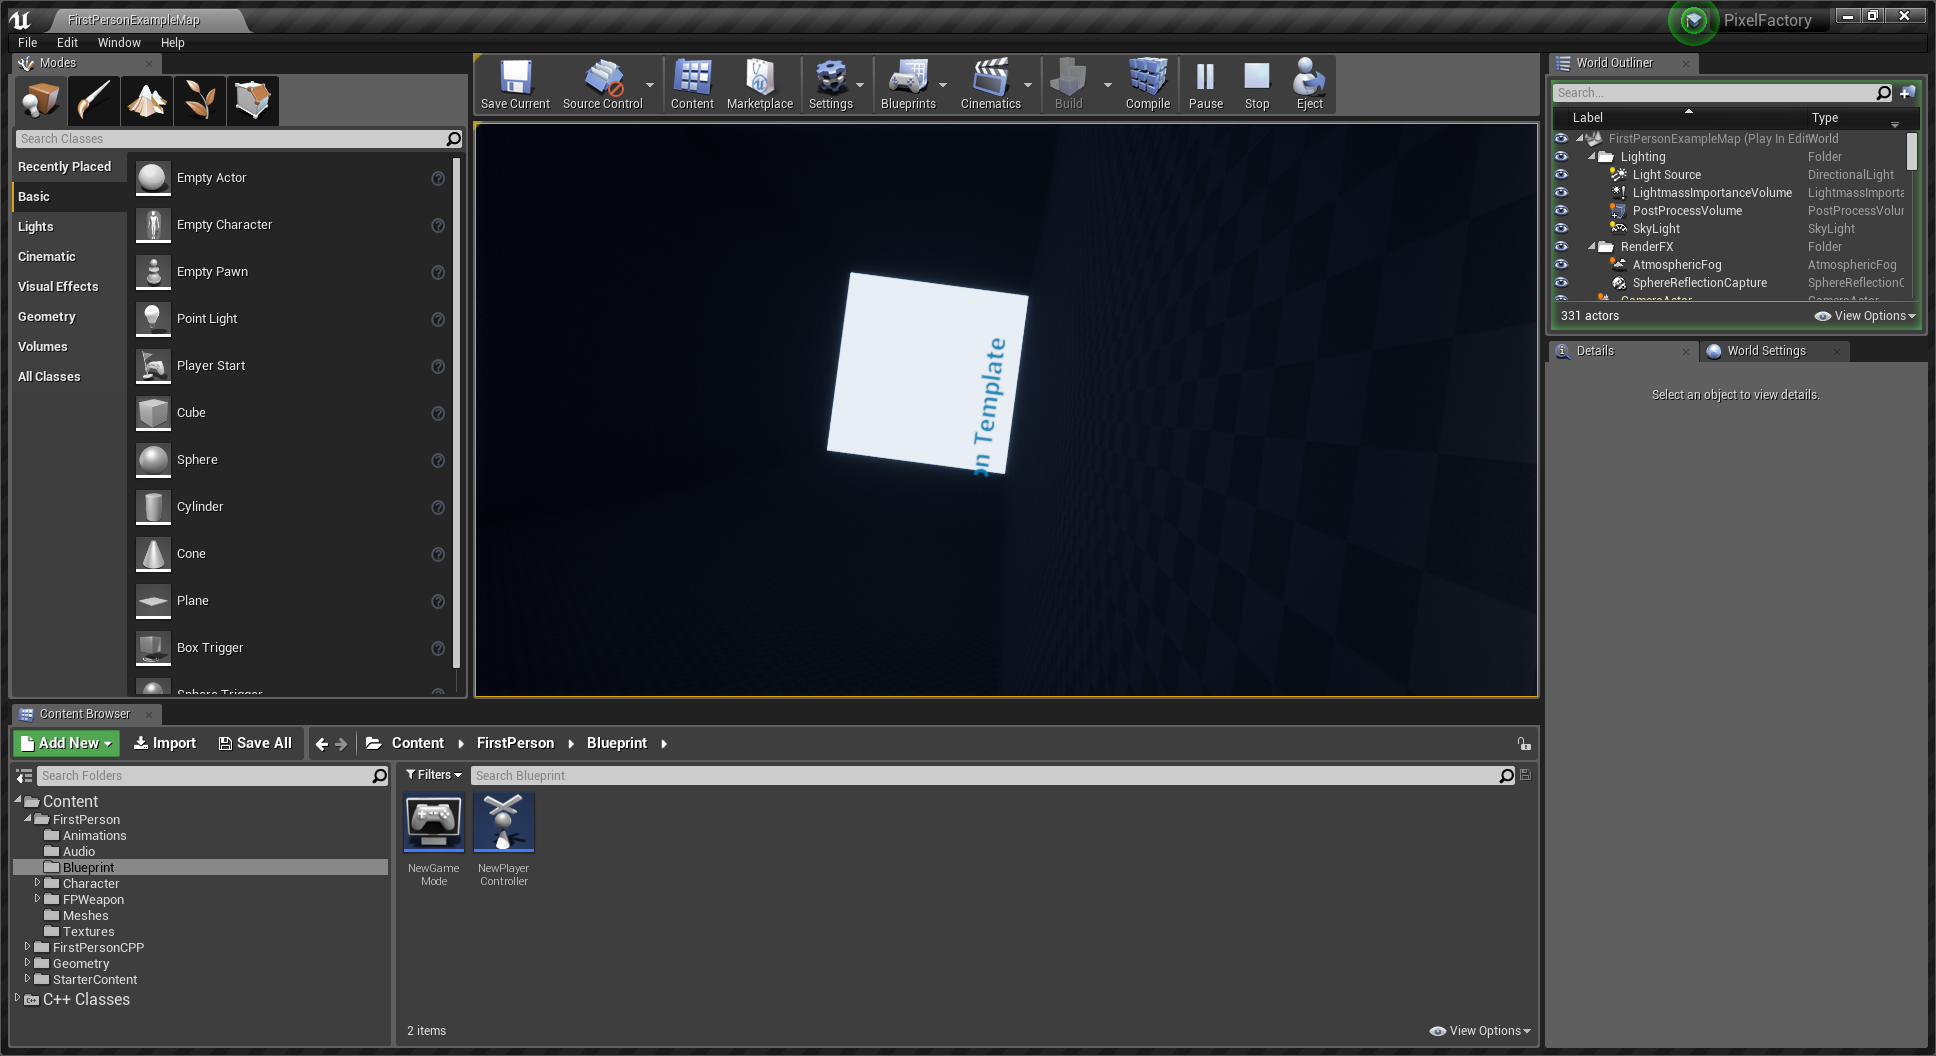 FirstPersonExampleMap
PixelFactory
File Edit Window Help
Modes
Search Classes
Recently Placed
Basic
Lights
Cinematic
Visual Effects
Geometry
Volumes
All Classes
Empty Actor
Empty Character
Empty Pawn
Point Light
Player Start
Cube
Sphere
Cylinder
Cone
Plane
Box Trigger
Sphere Trigger
Save Current
Source Control
Content
Marketplace
Settings
Blueprints
Cinematics
Build
Compile
Pause
Stop
Eject
on Template
World Outliner
Search...
Label Type
FirstPersonExampleMap (Play In Edit World
Lighting Folder
Light Source DirectionalLight
LightmassImportanceVolume LightmassImporta
PostProcessVolume PostProcessVolur
SkyLight SkyLight
RenderFX Folder
AtmosphericFog AtmosphericFog
SphereReflectionCapture SphereReflectionC
CameraActor CameraActor
331 actors
View Options
Details
World Settings
Select an object to view details.
Content Browser
Add New
Import
Save All
Content
FirstPerson
Blueprint
Search Folders
Content
FirstPerson
Animations
Audio
Blueprint
Character
FPWeapon
Meshes
Textures
FirstPersonCPP
Geometry
StarterContent
C++ Classes
Filters
Search Blueprint
NewGame
Mode
NewPlayer
Controller
2 items
View Options